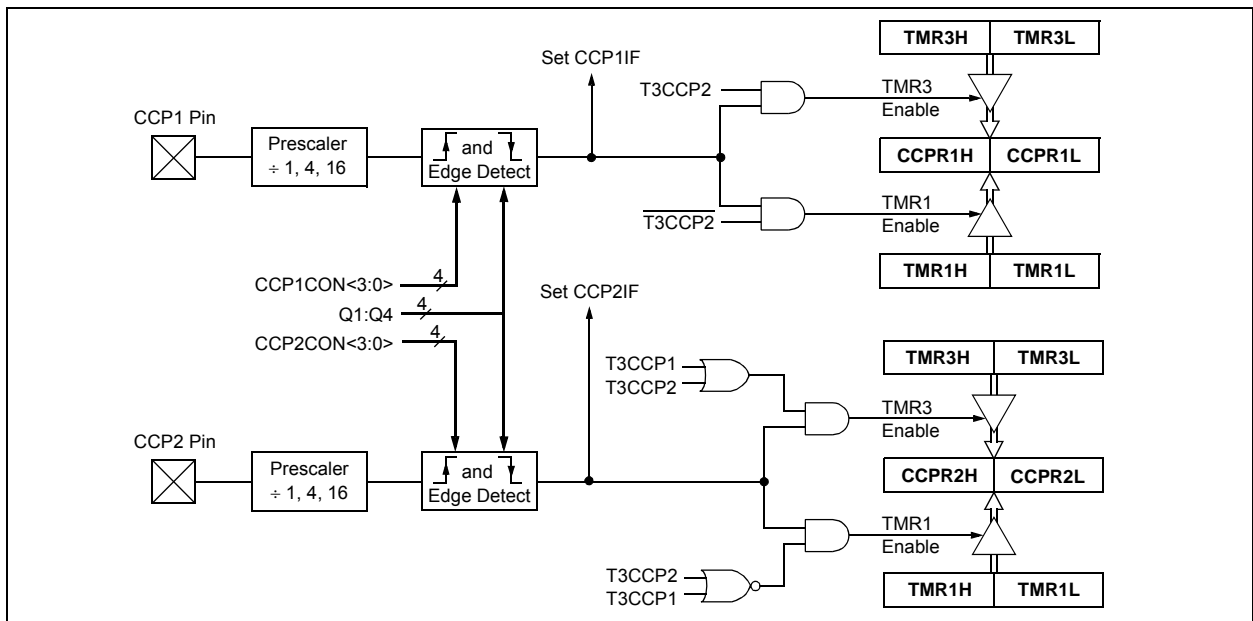 TMR3H TMR3L
Set CCP1IF
T3CCP2
TMR3
Enable
CCP1 Pin
Prescaler
÷ 1, 4, 16
and
Edge Detect
CCPR1H CCPR1L
T3CCP2
TMR1
Enable
TMR1H TMR1L
CCP1CON<3:0> 4
Q1:Q4 4
CCP2CON<3:0> 4
Set CCP2IF
TMR3H TMR3L
T3CCP1
T3CCP2
TMR3
Enable
CCP2 Pin
Prescaler
÷ 1, 4, 16
and
Edge Detect
CCPR2H CCPR2L
TMR1
Enable
T3CCP2
T3CCP1
TMR1H TMR1L